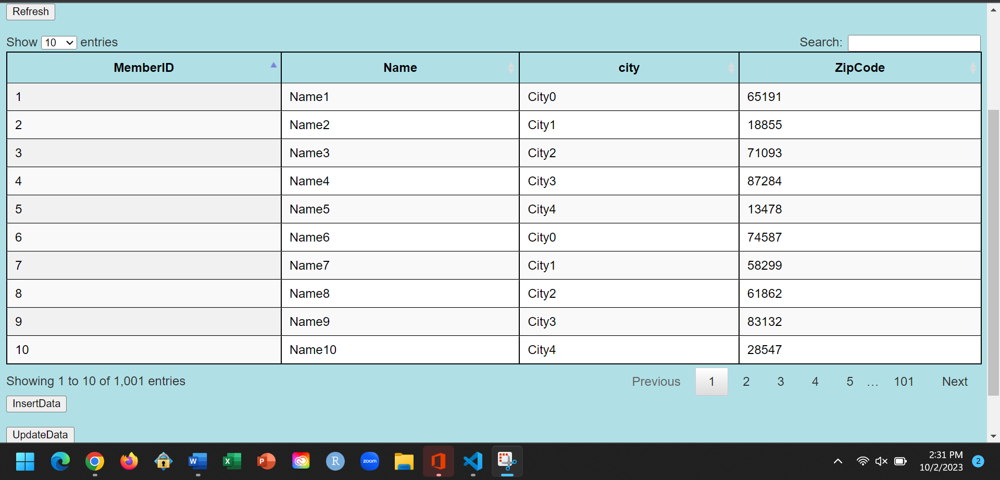 Refresh
Show 10 entries Search:
MemberID Name city ZipCode
1 Name1 City0 65191
2 Name2 City1 18855
3 Name3 City2 71093
4 Name4 City3 87284
5 Name5 City4 13478
6 Name6 City0 74587
7 Name7 City1 58299
8 Name8 City2 61862
9 Name9 City3 83132
10 Name10 City4 28547
Showing 1 to 10 of 1,001 entries Previous 1 2 3 4 5 … 101 Next
InsertData
UpdateData
W X P R zoom
2:31 PM
10/2/2023 2